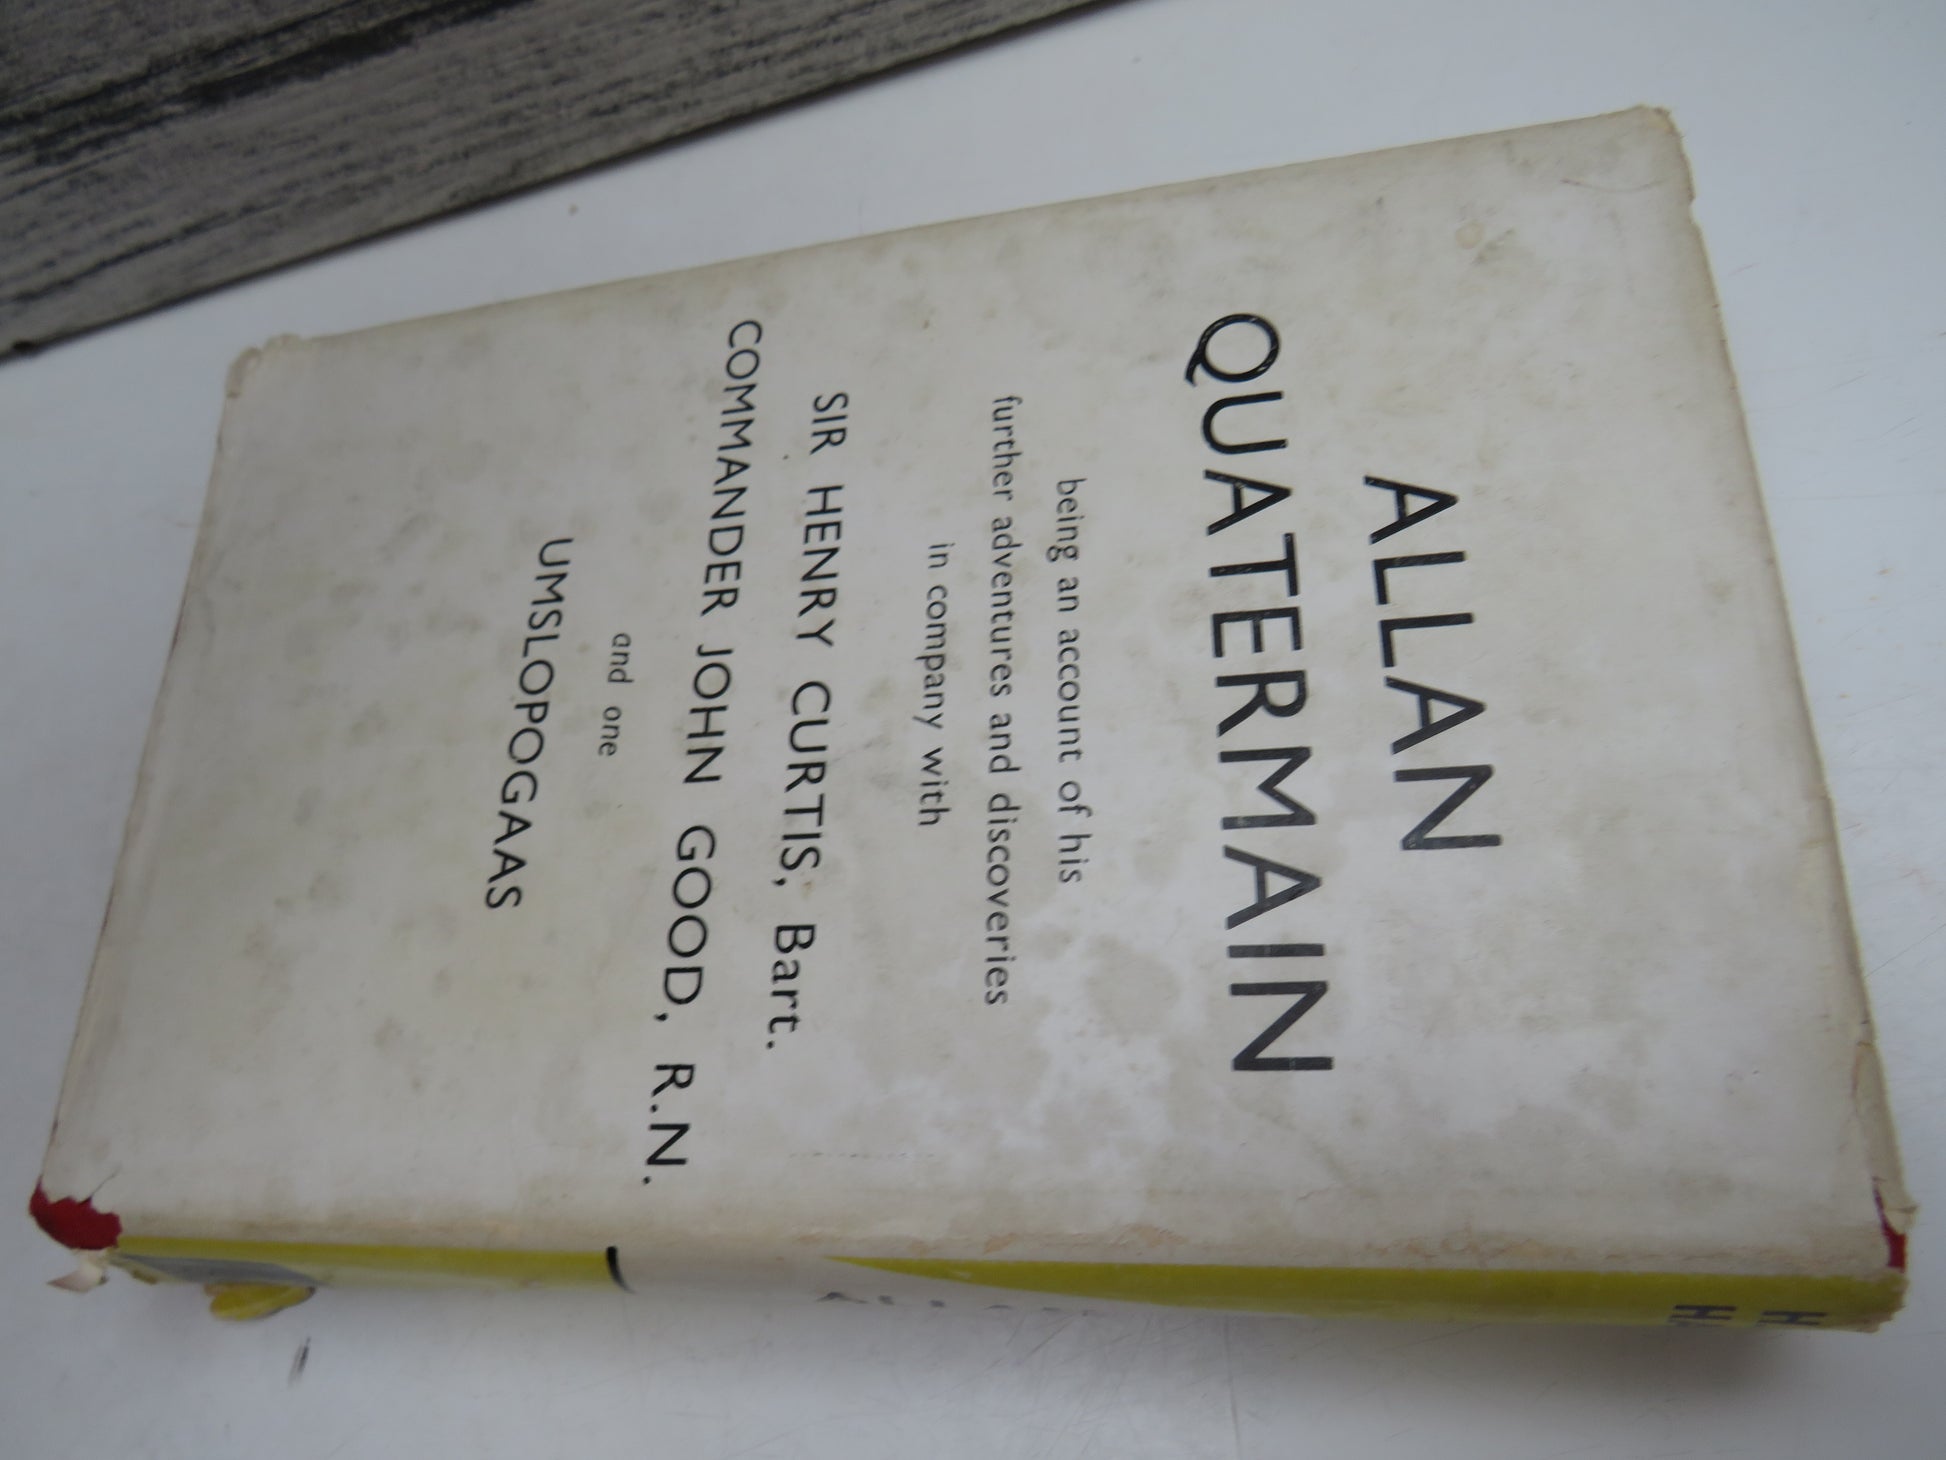 ALLAN
QUATERMAIN
being an account of his
further adventures and discoveries
in company with
SIR HENRY CURTIS, Bart.
COMMANDER JOHN GOOD, R.N.
and one
UMSLOPOGAAS